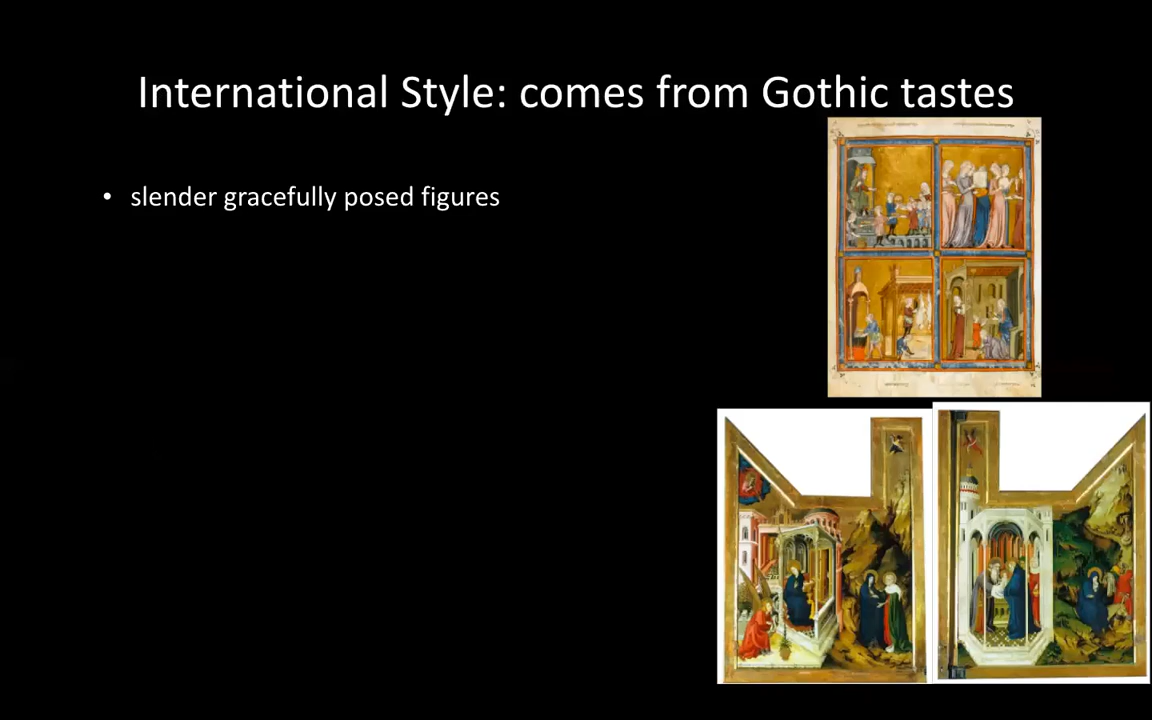 International Style: comes from Gothic tastes
• slender gracefully posed figures